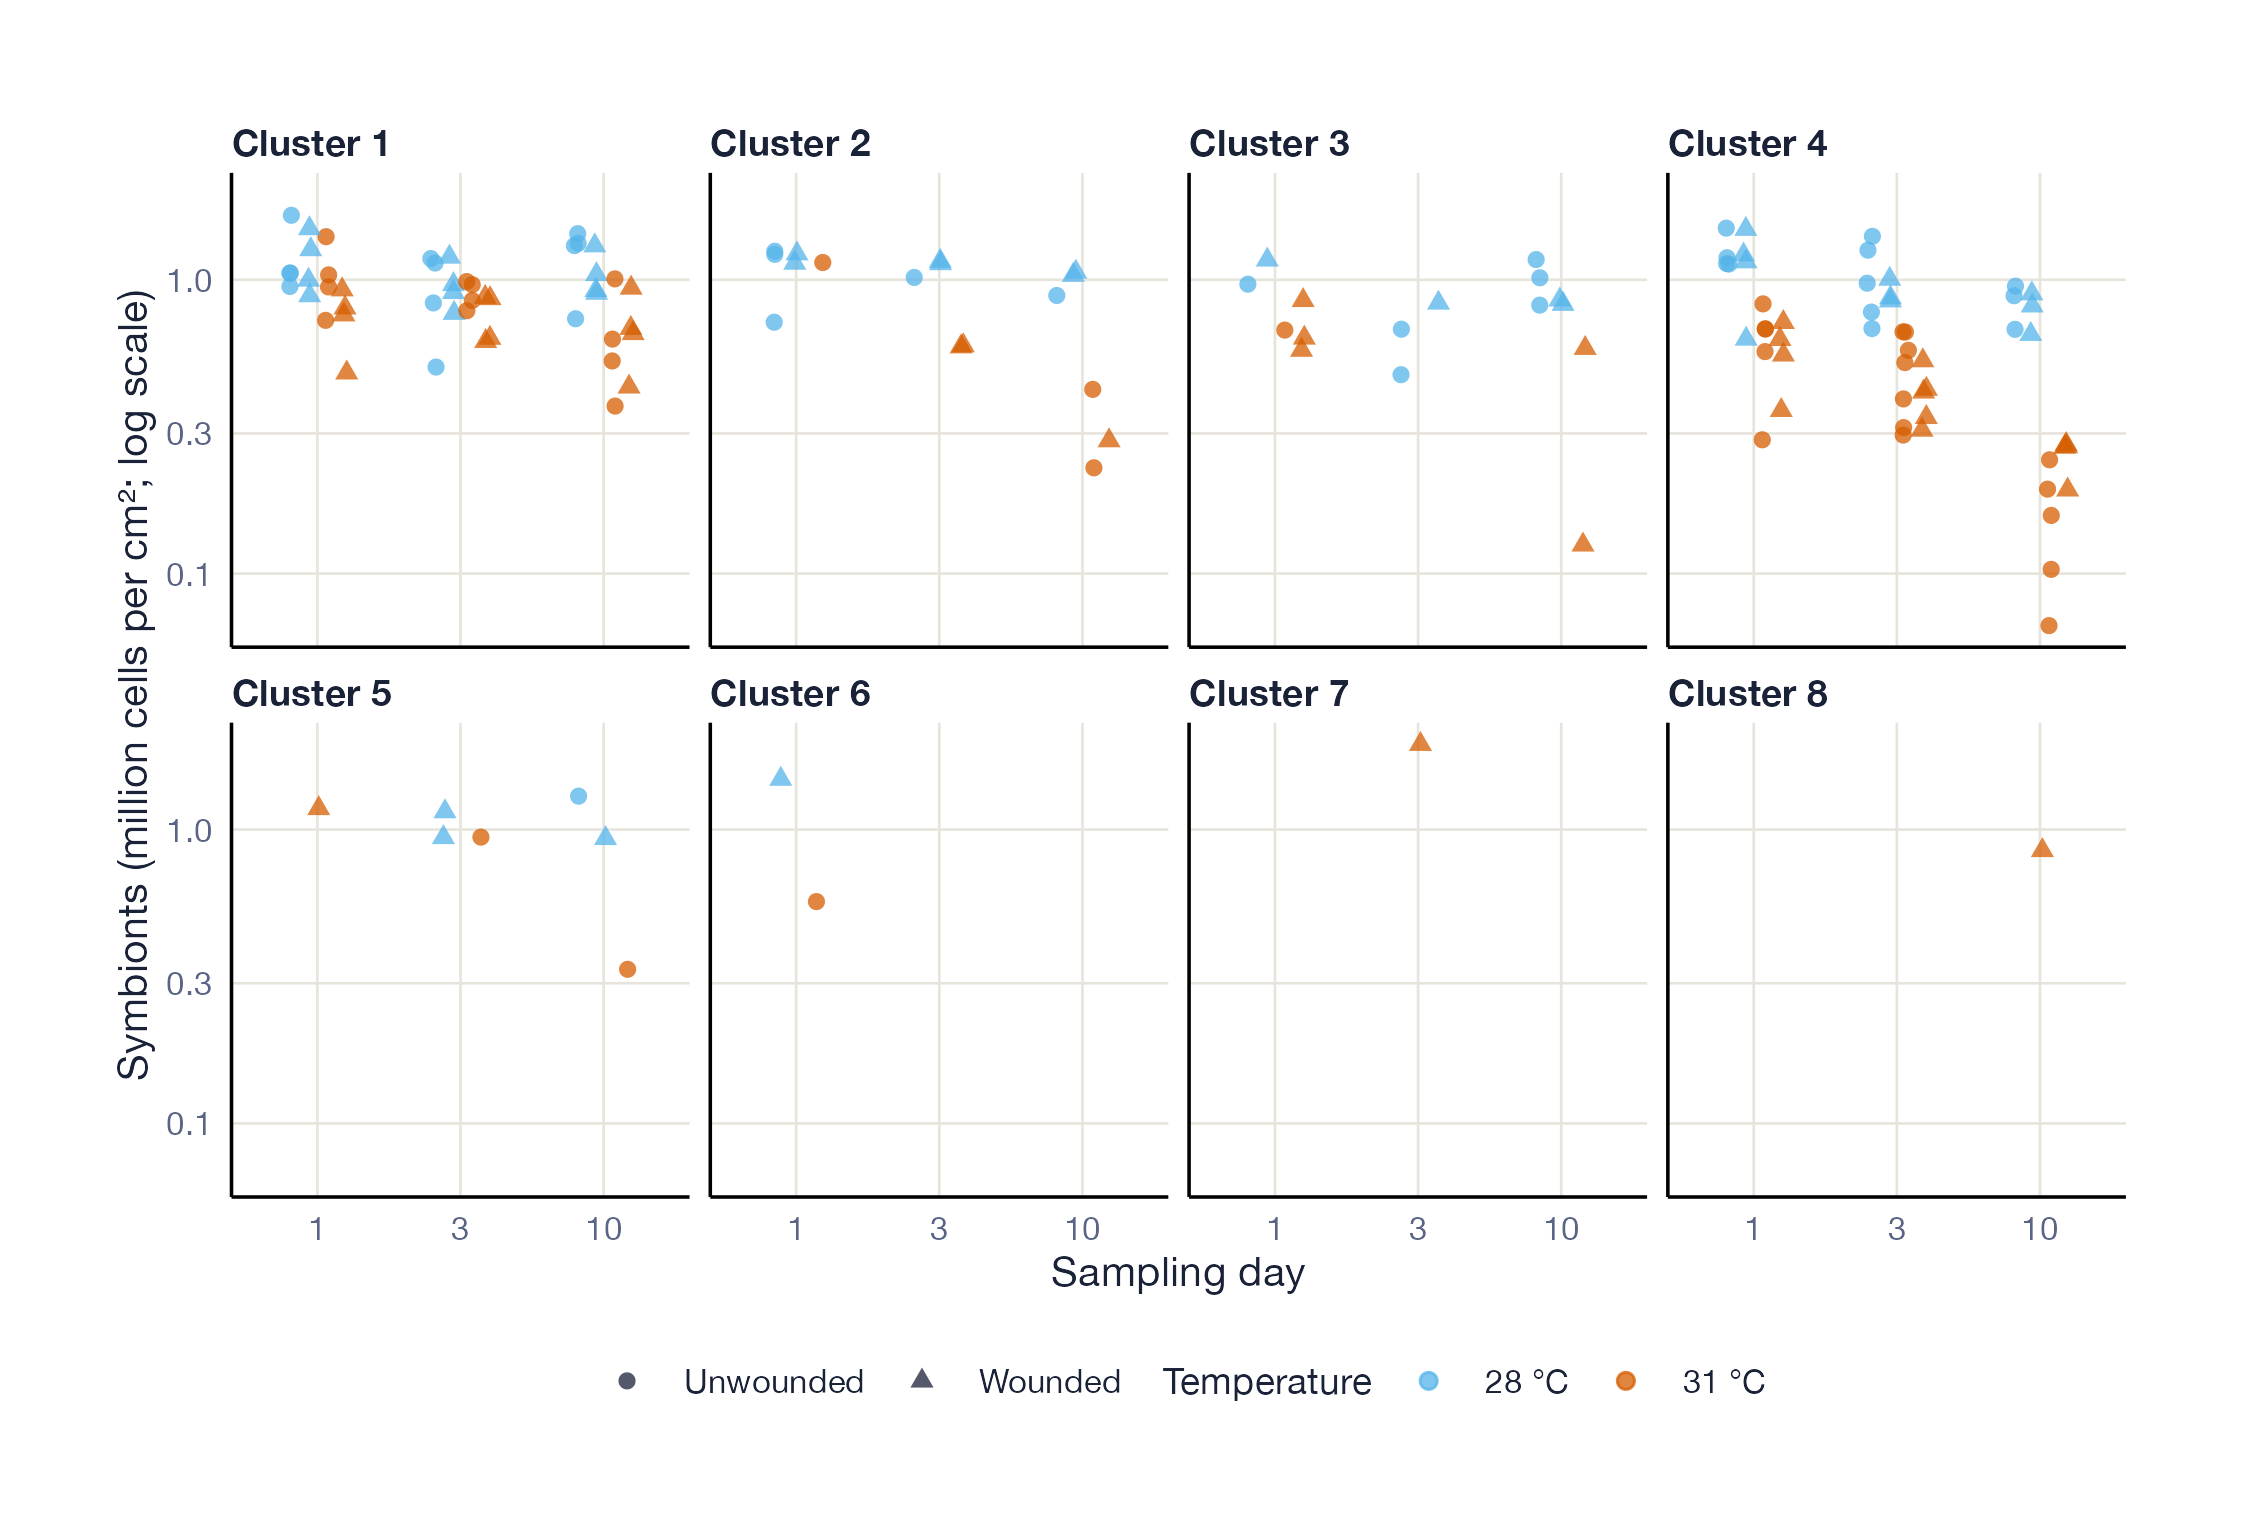 Cluster 1
Cluster 2
Cluster 3
Cluster 4
1.0
0.3
0.1
Cluster 5
Cluster 6
Cluster 7
Cluster 8
1.0
0.3
0.1
Symbionts (million cells per cm²; log scale)
1 3 10
1 3 10
1 3 10
1 3 10
Sampling day
Unwounded Wounded Temperature 28 °C 31 °C